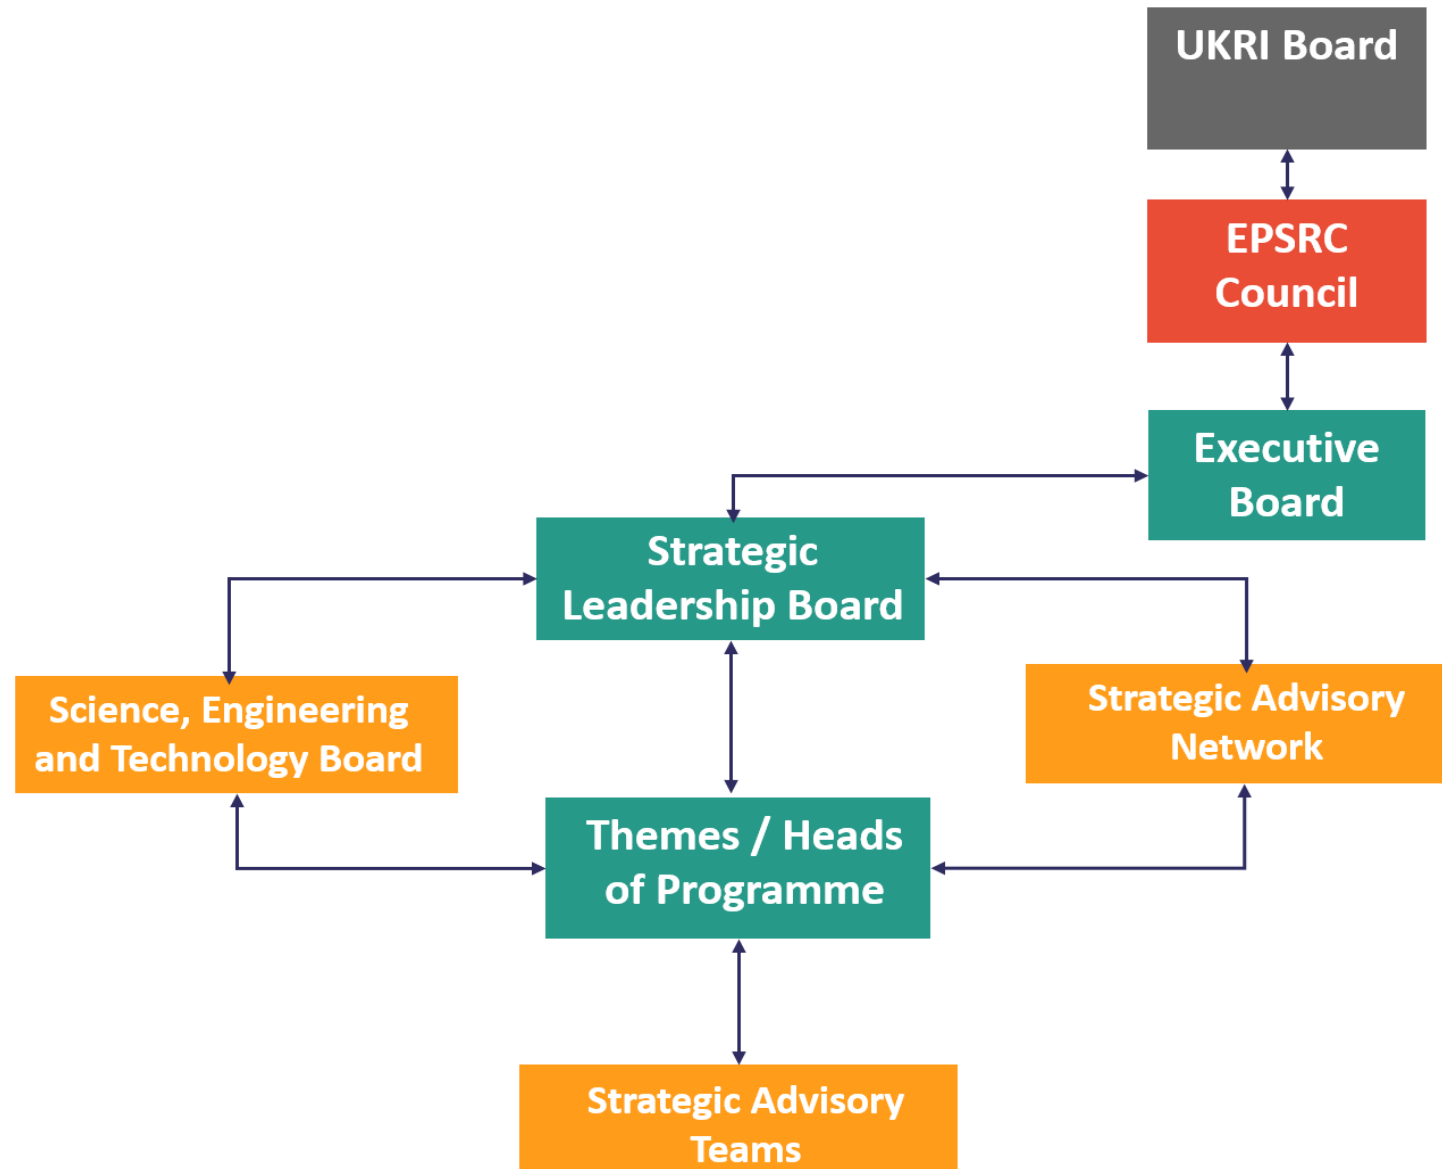 UKRI Board
EPSRC
Council
Executive
Board
Strategic
Leadership Board
Science, Engineering
and Technology Board
Strategic Advisory
Network
Themes / Heads
of Programme
Strategic Advisory
Teams